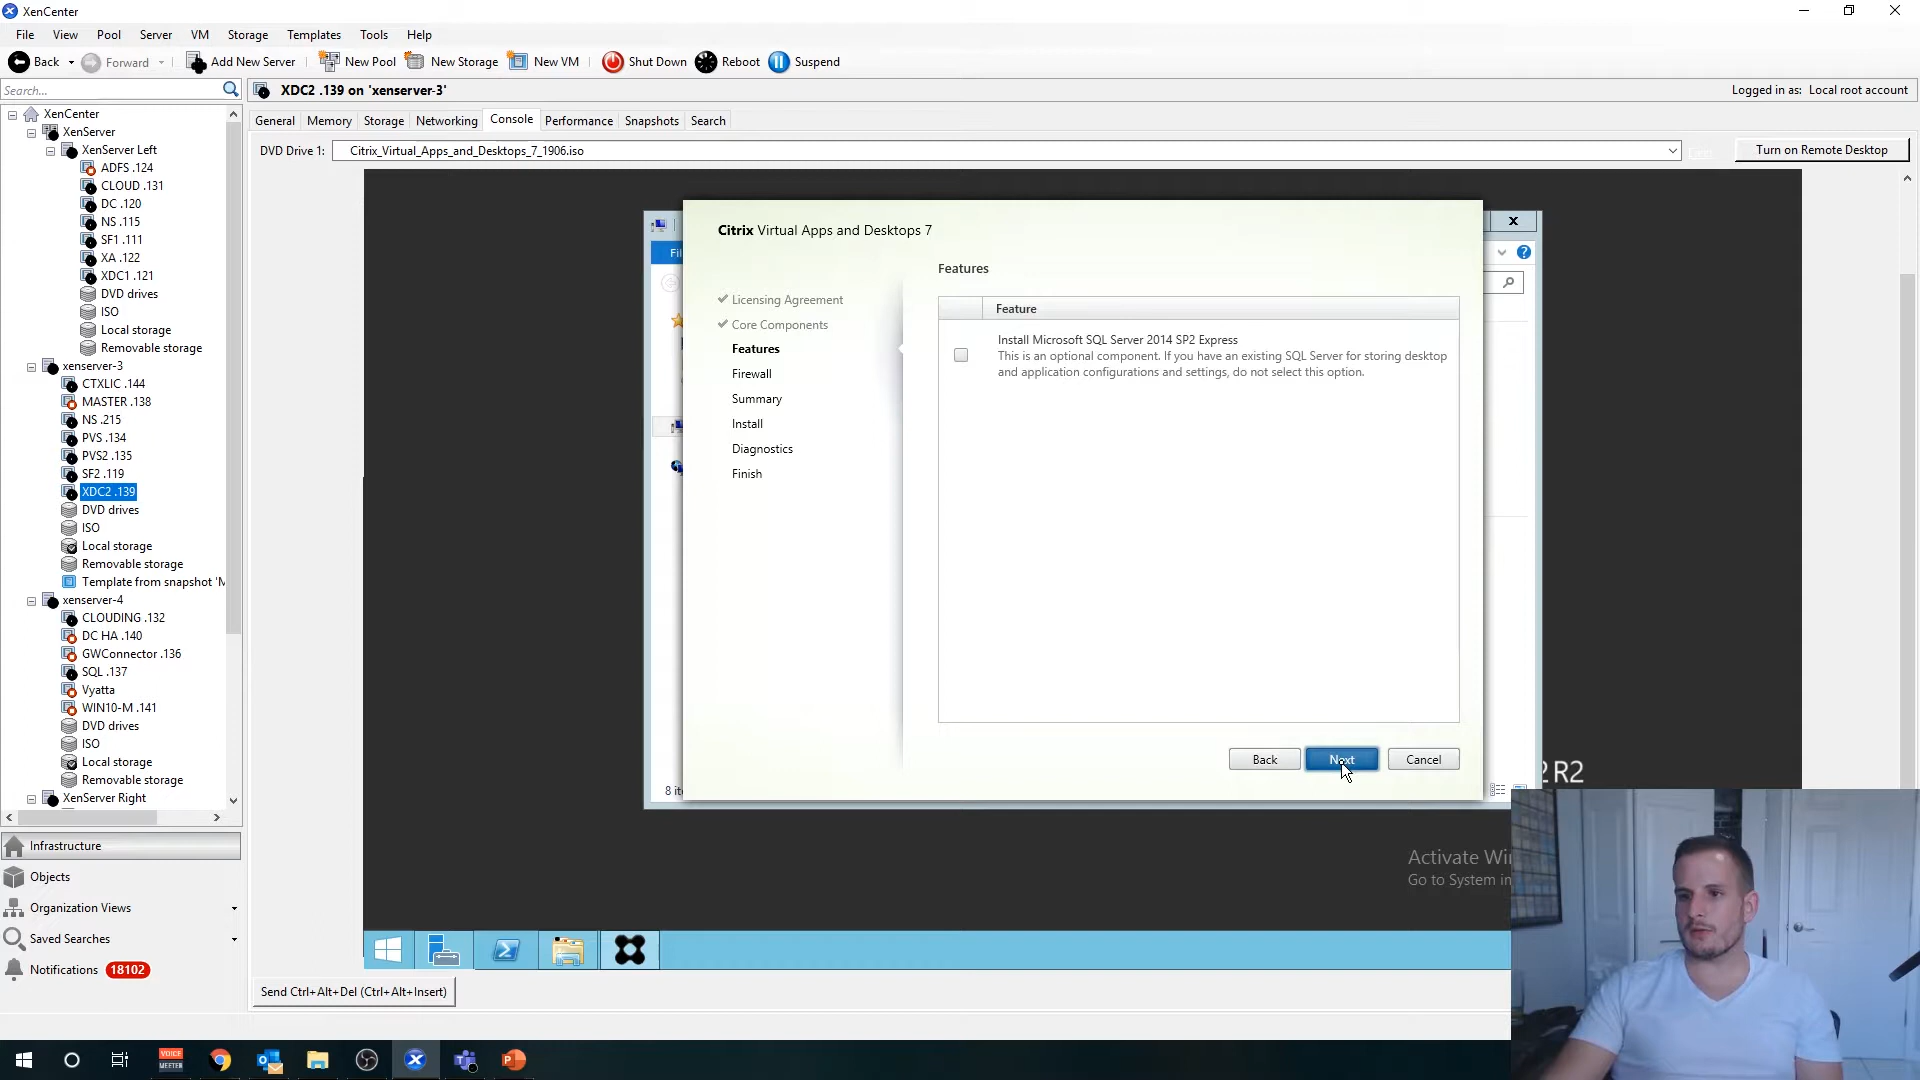 XenCenter
File View Pool Server VM Storage Templates Tools Help
Back Forward Add New Server New Pool New Storage New VM Shut Down Reboot Suspend
Search...
XDC2 .139 on 'xenserver-3'
Logged in as: Local root account
General Memory Storage Networking Console Performance Snapshots Search
DVD Drive 1: Citrix_Virtual_Apps_and_Desktops_7_1906.iso
Turn on Remote Desktop
XenCenter
XenServer
XenServer Left
ADFS .124
CLOUD .131
DC .120
NS .115
SF1 .111
XA .122
XDC1 .121
DVD drives
ISO
Local storage
Removable storage
xenserver-3
CTXLIC .144
MASTER .138
NS .215
PVS .134
PVS2 .135
SF2 .119
XDC2 .139
DVD drives
ISO
Local storage
Removable storage
Template from snapshot 'M
xenserver-4
CLOUDING .132
DC HA .140
GWConnector .136
SQL .137
Vyatta
WIN10-M .141
DVD drives
ISO
Local storage
Removable storage
XenServer Right
Infrastructure
Objects
Organization Views
Saved Searches
Notifications 18102
Fil
Citrix Virtual Apps and Desktops 7
Licensing Agreement
Core Components
Features
Firewall
Summary
Install
Diagnostics
Finish
Features
Feature
Install Microsoft SQL Server 2014 SP2 Express
This is an optional component. If you have an existing SQL Server for storing desktop
and application configurations and settings, do not select this option.
Back Next Cancel
8 it
2 R2
Activate Wi
Go to System in
Send Ctrl+Alt+Del (Ctrl+Alt+Insert)
VOICE
MEETER